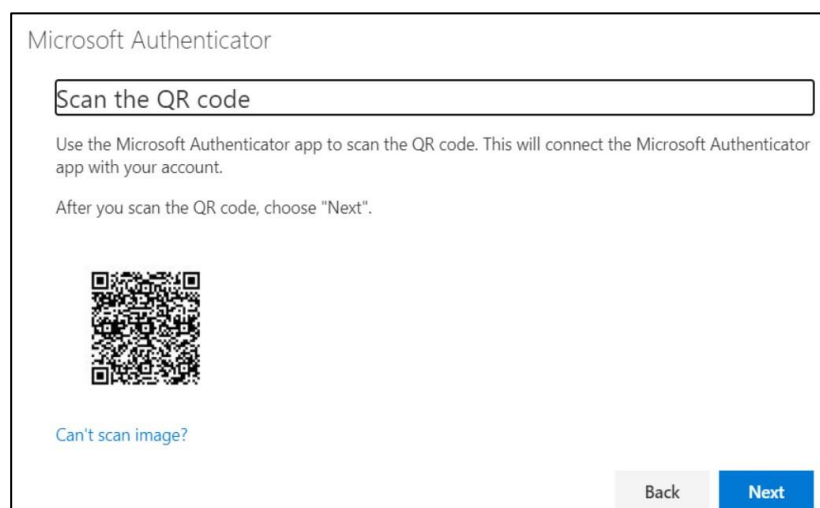 Microsoft Authenticator
Scan the QR code
Use the Microsoft Authenticator app to scan the QR code. This will connect the Microsoft Authenticator
app with your account.
After you scan the QR code, choose "Next".
Can't scan image?
Back
Next